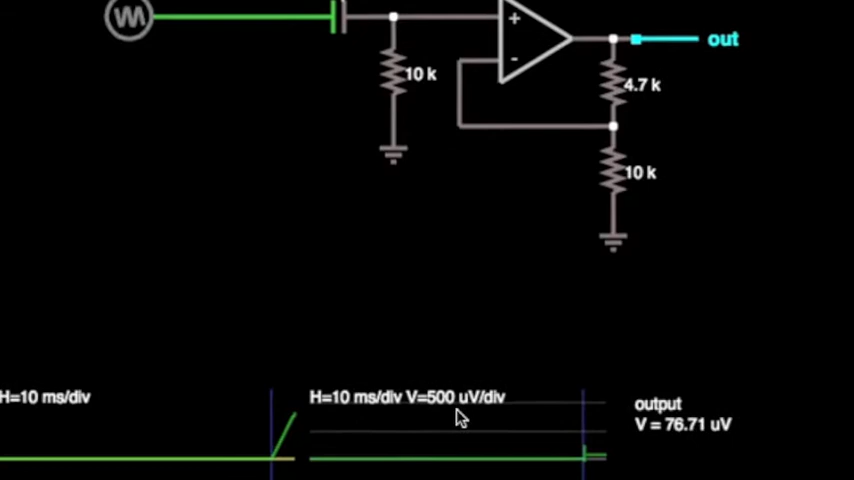 +
out
10 k
-
4.7 k
10 k
H=10 ms/div
H=10 ms/div V=500 uV/div
output
V = 76.71 uV